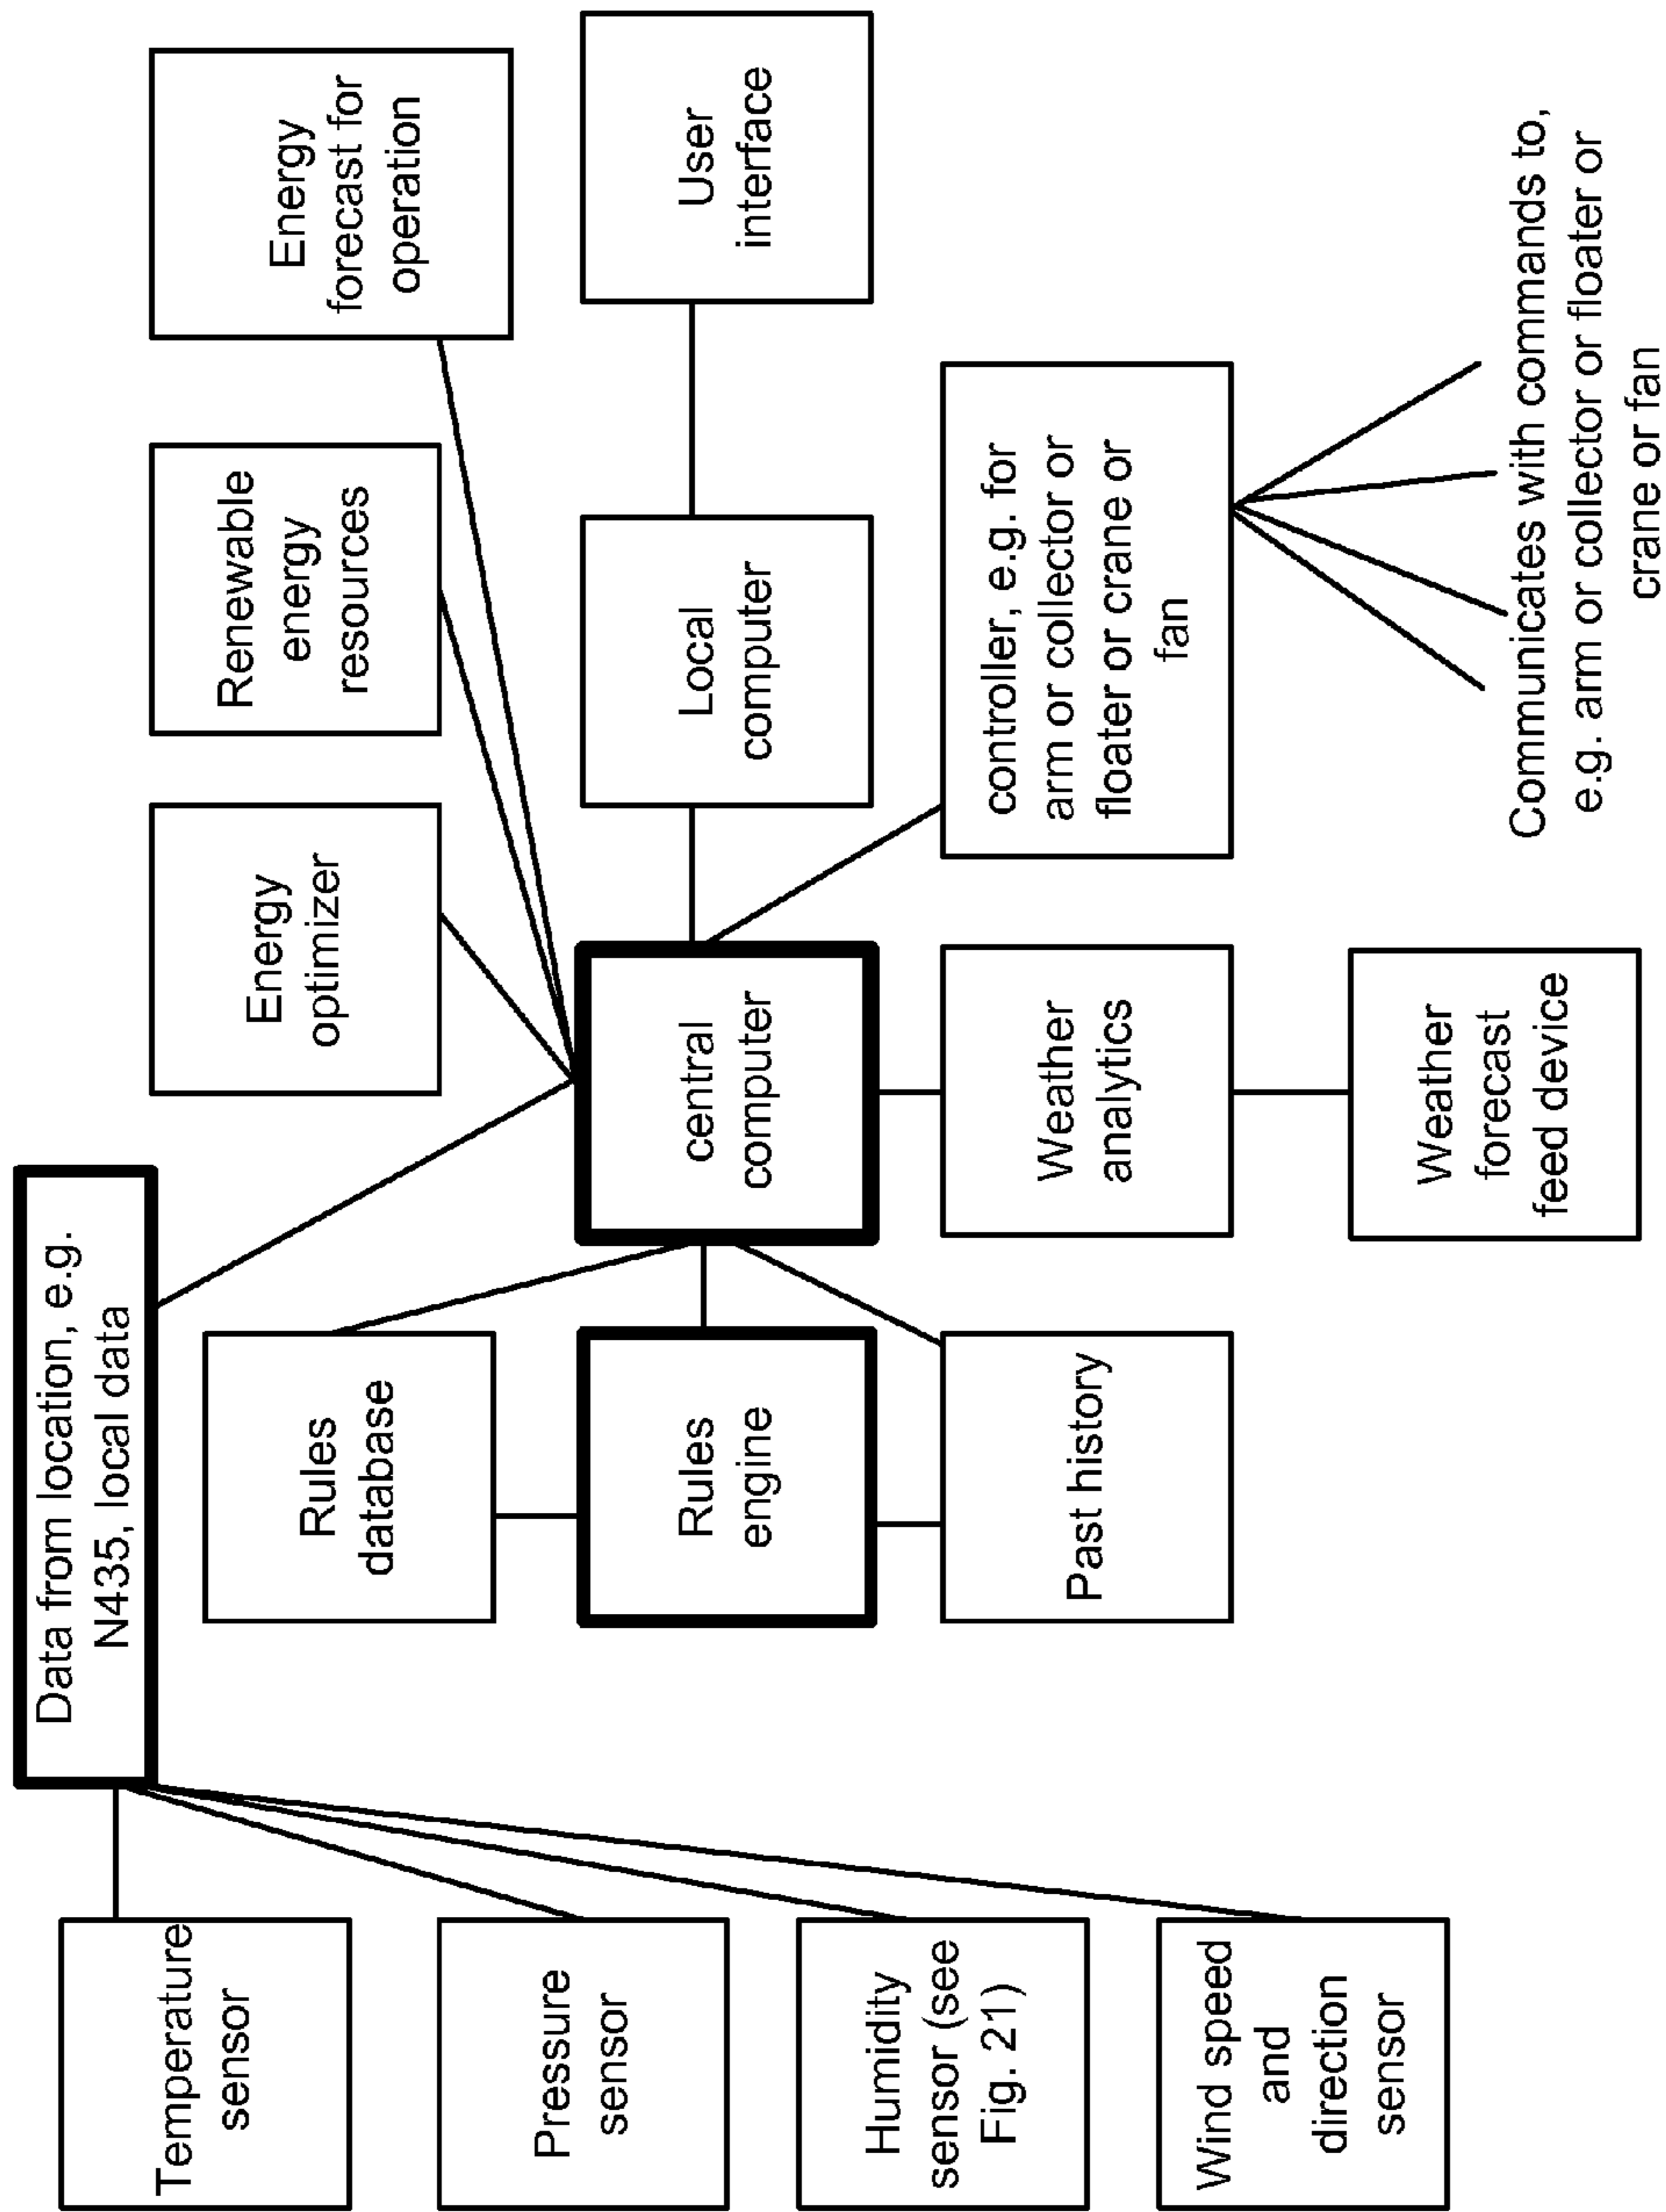 Temperature
sensor
Pressure
sensor
Humidity
sensor (see
Fig. 21)
Wind speed
and
direction
sensor
Data from location, e.g.
N435, local data
Rules
database
Rules
engine
Past history
Energy
optimizer
central
computer
Weather
analytics
Weather
forecast
feed device
Renewable
energy
resources
Local
computer
controller, e.g. for
arm or collector or
floater or crane or
fan
Energy
forecast for
operation
User
interface
Communicates with commands to,
e.g. arm or collector or floater or
crane or fan